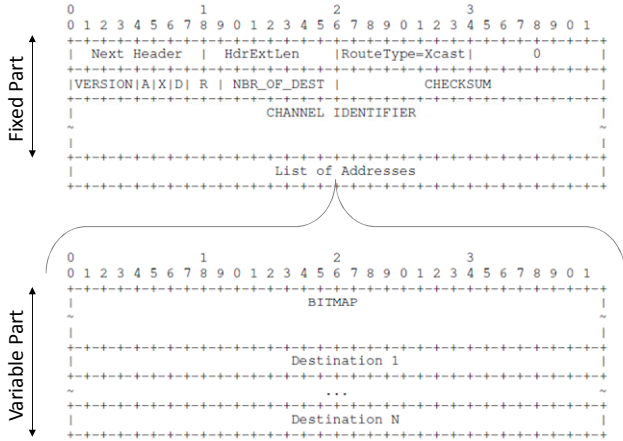 0                   1                   2                   3
0 1 2 3 4 5 6 7 8 9 0 1 2 3 4 5 6 7 8 9 0 1 2 3 4 5 6 7 8 9 0 1
+-+-+-+-+-+-+-+-+-+-+-+-+-+-+-+-+-+-+-+-+-+-+-+-+-+-+-+-+-+-+-+-+
| Next Header | HdrExtLen |RouteType=Xcast| 0 |
+-+-+-+-+-+-+-+-+-+-+-+-+-+-+-+-+-+-+-+-+-+-+-+-+-+-+-+-+-+-+-+-+
|VERSION|A|X|D| R | NBR_OF_DEST | CHECKSUM |
+-+-+-+-+-+-+-+-+-+-+-+-+-+-+-+-+-+-+-+-+-+-+-+-+-+-+-+-+-+-+-+-+
| CHANNEL IDENTIFIER |
~ ~
| |
+-+-+-+-+-+-+-+-+-+-+-+-+-+-+-+-+-+-+-+-+-+-+-+-+-+-+-+-+-+-+-+-+
| List of Addresses |
+-+-+-+-+-+-+-+-+-+-+-+-+-+-+-+-+-+-+-+-+-+-+-+-+-+-+-+-+-+-+-+-+
Fixed Part
0                   1                   2                   3
0 1 2 3 4 5 6 7 8 9 0 1 2 3 4 5 6 7 8 9 0 1 2 3 4 5 6 7 8 9 0 1
+-+-+-+-+-+-+-+-+-+-+-+-+-+-+-+-+-+-+-+-+-+-+-+-+-+-+-+-+-+-+-+-+
| BITMAP |
~ ~
| |
+-+-+-+-+-+-+-+-+-+-+-+-+-+-+-+-+-+-+-+-+-+-+-+-+-+-+-+-+-+-+-+-+
| Destination 1 |
+-+-+-+-+-+-+-+-+-+-+-+-+-+-+-+-+-+-+-+-+-+-+-+-+-+-+-+-+-+-+-+-+
~ ... ~
+-+-+-+-+-+-+-+-+-+-+-+-+-+-+-+-+-+-+-+-+-+-+-+-+-+-+-+-+-+-+-+-+
| Destination N |
+-+-+-+-+-+-+-+-+-+-+-+-+-+-+-+-+-+-+-+-+-+-+-+-+-+-+-+-+-+-+-+-+
Variable Part